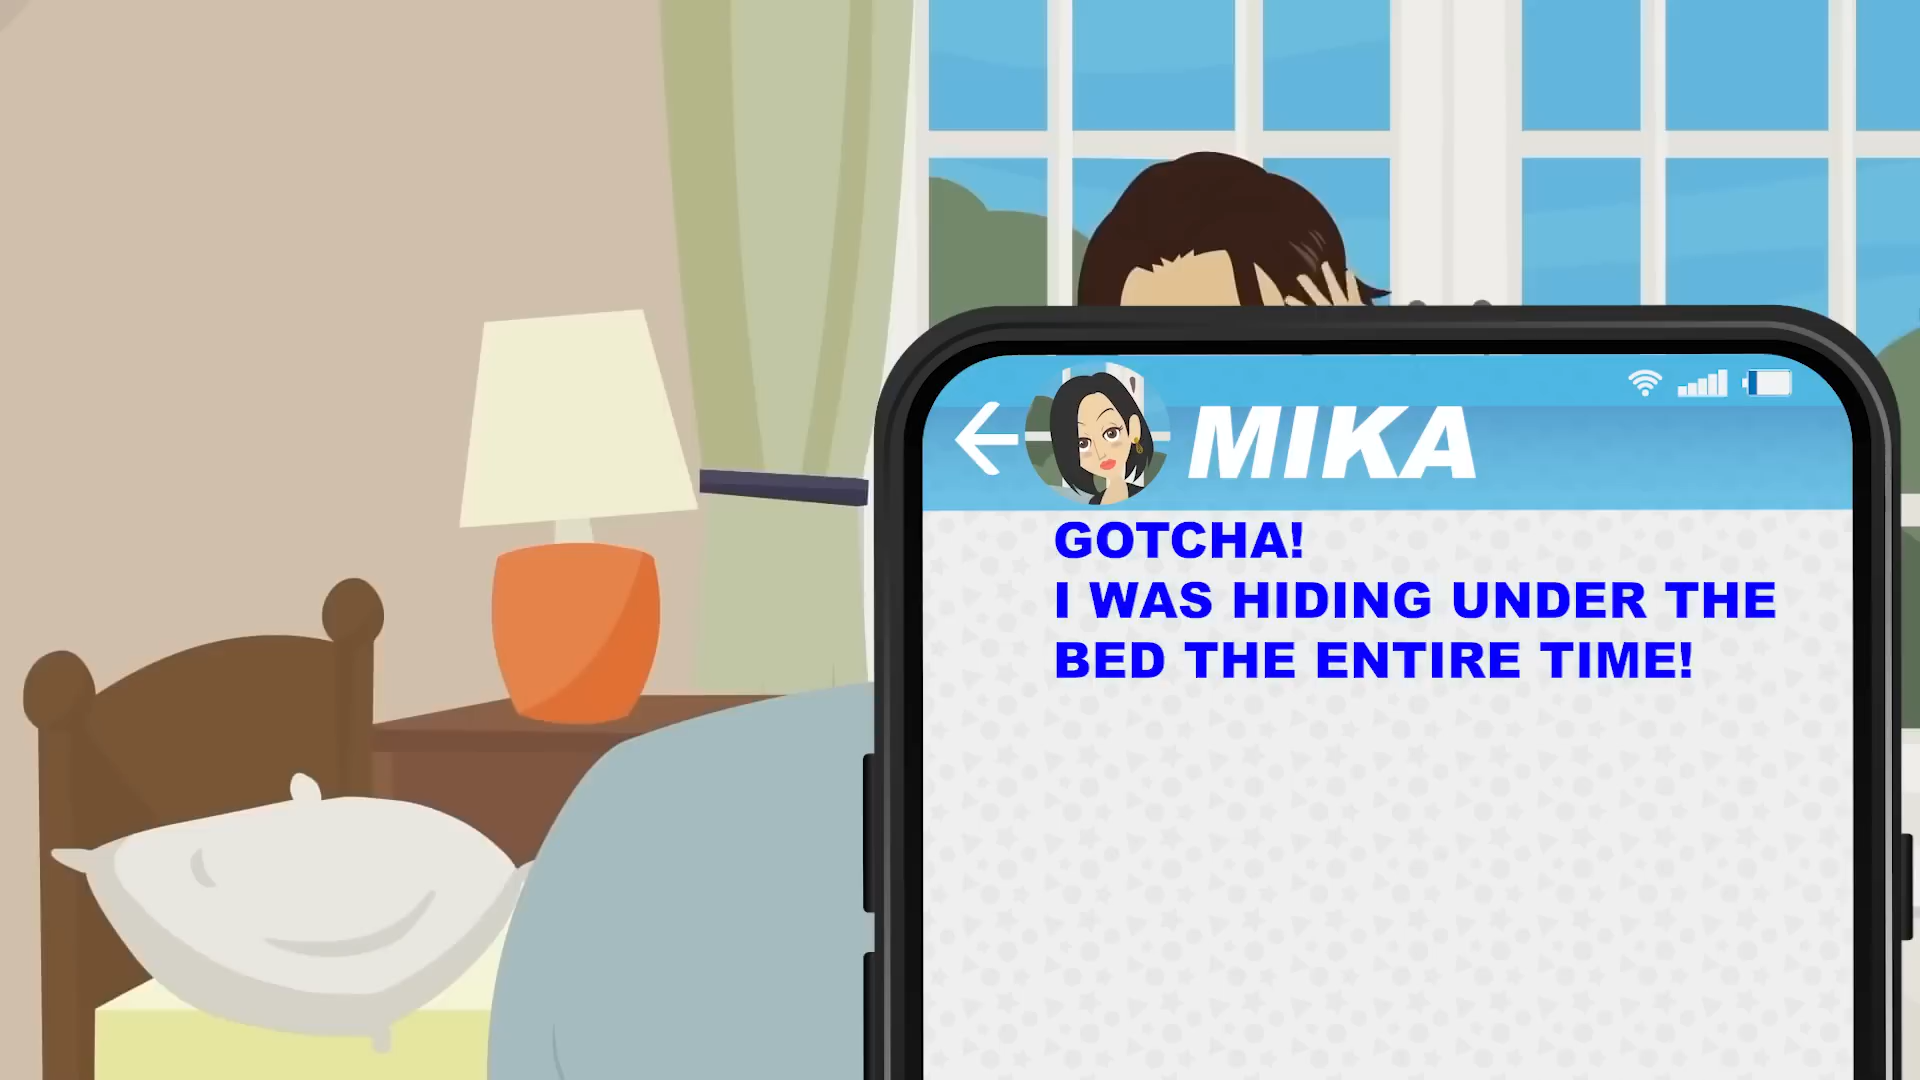 MIKA
GOTCHA!
I WAS HIDING UNDER THE
BED THE ENTIRE TIME!